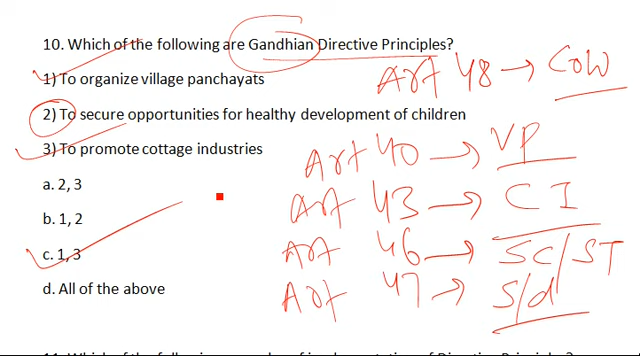 10. Which of the following are Gandhian Directive Principles?
1) To organize village panchayats
Art 48 → COW
2) To secure opportunities for healthy development of children
3) To promote cottage industries
Art 40 → VP
a. 2, 3
Art 43 → C I
b. 1, 2
Art 46 → SC/ST
c. 1, 3
Art 47 → S/d
d. All of the above